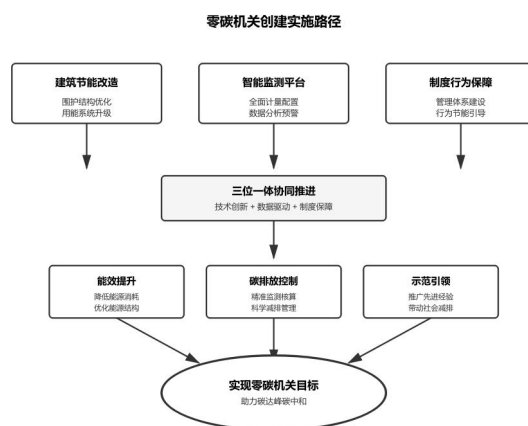 零碳机关创建实施路径
建筑节能改造
围护结构优化
用能系统升级
智能监测平台
全面计量配置
数据分析预警
制度行为保障
管理体系建设
行为节能引导
三位一体协同推进
技术创新 + 数据驱动 + 制度保障
能效提升
降低能源消耗
优化能源结构
碳排放控制
精准监测核算
科学减排管理
示范引领
推广先进经验
带动社会减排
实现零碳机关目标
助力碳达峰碳中和